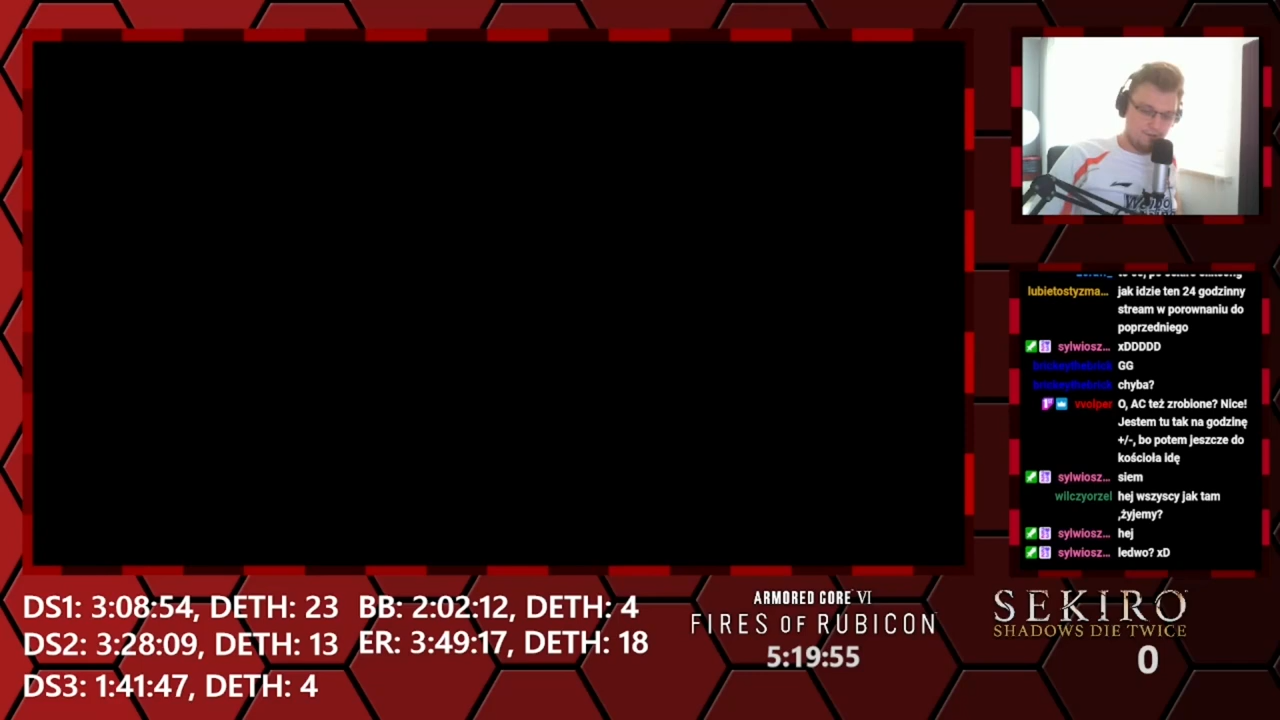 lubietostyzma... jak idzie ten 24 godzinny
stream w porownaniu do
poprzedniego
sylwiosz... xDDDDD
brickeythebrick GG
brickeythebrick chyba?
vvolper O, AC też zrobione? Nice!
Jestem tu tak na godzinę
+/-, bo potem jeszcze do
kościoła idę
sylwiosz... siem
wilczyorzel hej wszyscy jak tam
,żyjemy?
sylwiosz... hej
sylwiosz... ledwo? xD
DS1: 3:08:54, DETH: 23
DS2: 3:28:09, DETH: 13
DS3: 1:41:47, DETH: 4
BB: 2:02:12, DETH: 4
ER: 3:49:17, DETH: 18
ARMORED CORE VI
FIRES OF RUBICON
5:19:55
SEKIRO
SHADOWS DIE TWICE
0